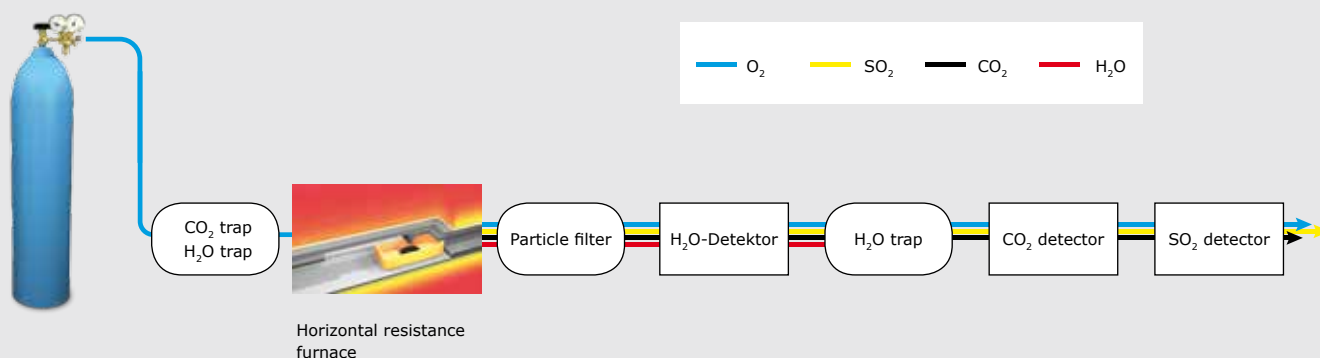 O₂ SO₂ CO₂ H₂O
CO₂ trap
H₂O trap
Particle filter
H₂O-Detektor
H₂O trap
CO₂ detector
SO₂ detector
Horizontal resistance
furnace